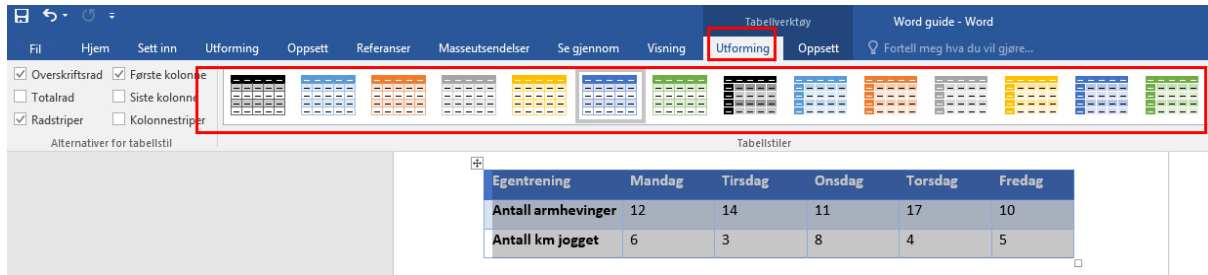 Tabellverktøy Word guide - Word
Fil Hjem Sett inn Utforming Oppsett Referanser Masseutsendelser Se gjennom Visning Utforming Oppsett Fortell meg hva du vil gjøre...
Overskriftsrad Første kolonne
Totalrad Siste kolonne
Radstriper Kolonnestriper
Alternativer for tabellstil Tabellstiler
Egentrening Mandag Tirsdag Onsdag Torsdag Fredag
Antall armhevinger 12 14 11 17 10
Antall km jogget 6 3 8 4 5